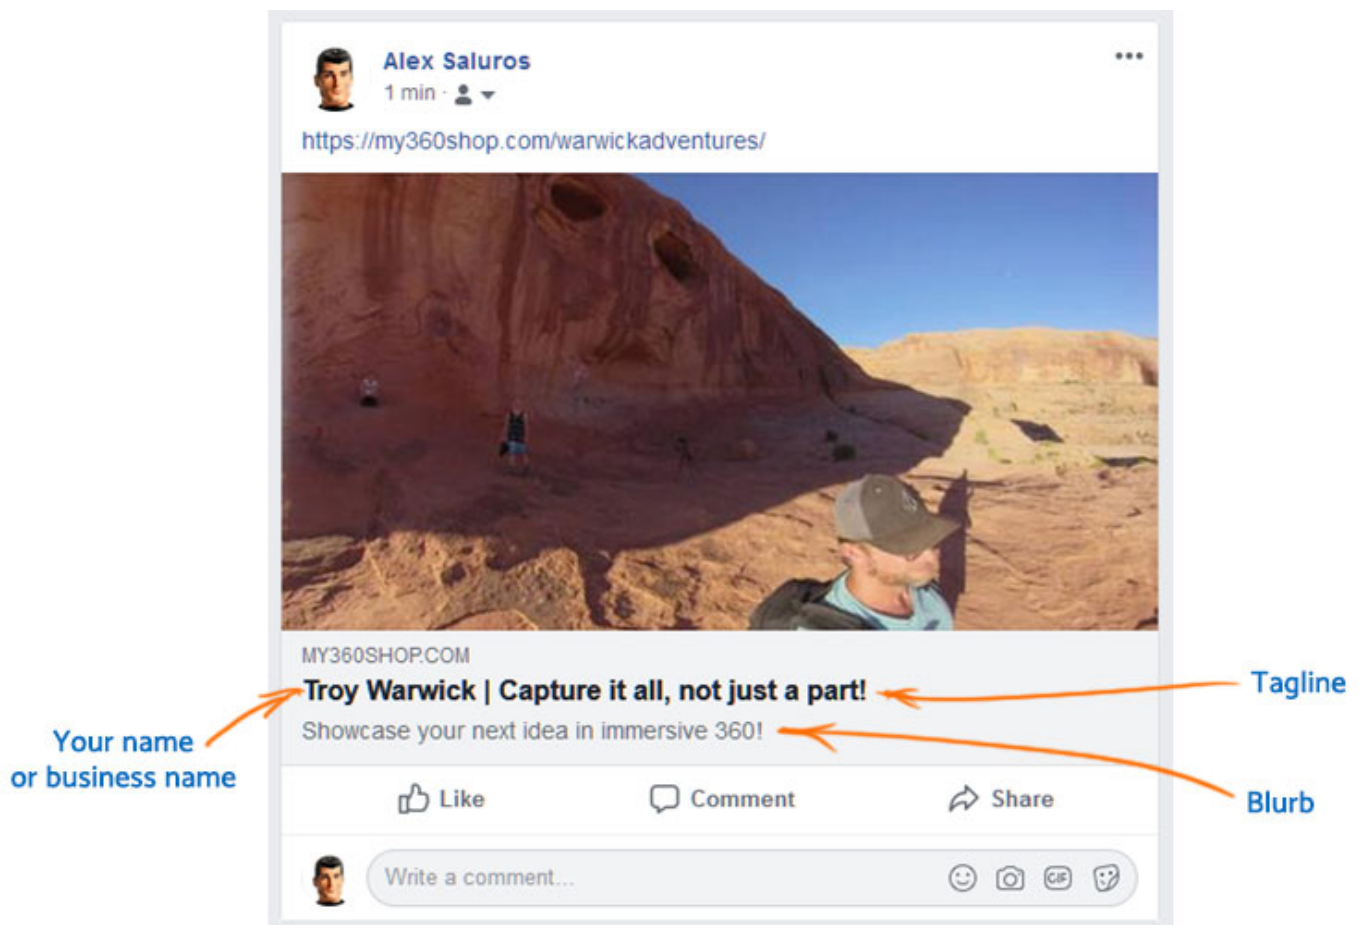 Alex Saluros
1 min ·
https://my360shop.com/warwickadventures/
MY360SHOP.COM
Troy Warwick | Capture it all, not just a part!
Showcase your next idea in immersive 360!
Your name
or business name
Tagline
Blurb
Like Comment Share
Write a comment...
GIF